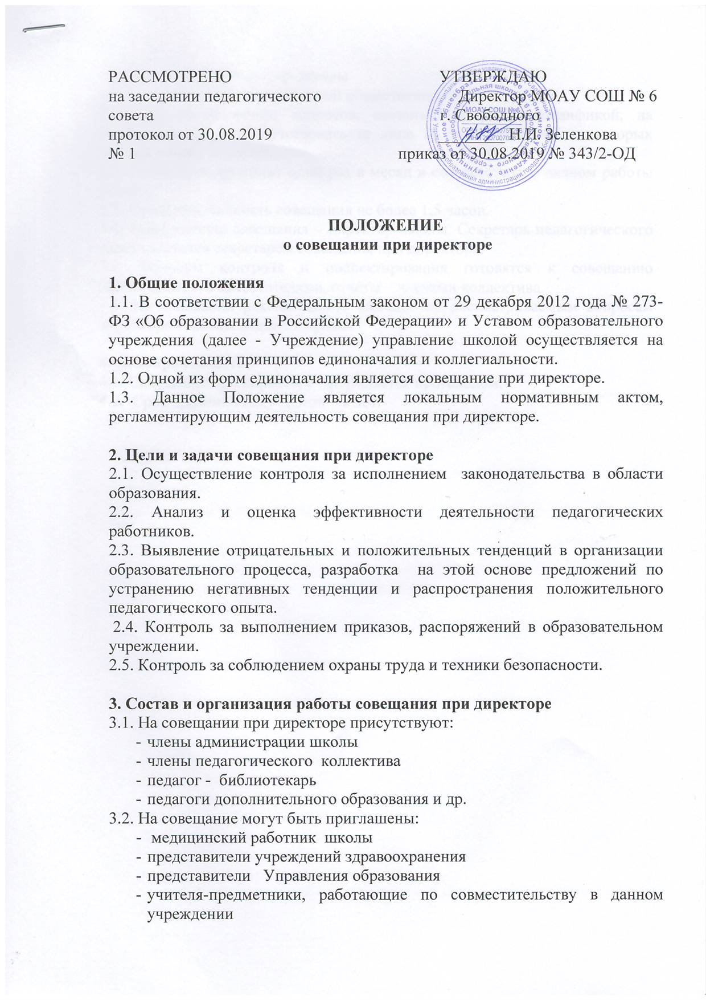 РАССМОТРЕНО
на заседании педагогического
совета
протокол от 30.08.2019
№ 1
УТВЕРЖДАЮ
Директор МОАУ СОШ № 6
г. Свободного
Н.И. Зеленкова
приказ от 30.08.2019 № 343/2-ОД
МОАУ СОШ №6
ПОЛОЖЕНИЕ
о совещании при директоре
1. Общие положения
1.1. В соответствии с Федеральным законом от 29 декабря 2012 года № 273-
ФЗ «Об образовании в Российской Федерации» и Уставом образовательного
учреждения (далее - Учреждение) управление школой осуществляется на
основе сочетания принципов единоначалия и коллегиальности.
1.2. Одной из форм единоначалия является совещание при директоре.
1.3. Данное Положение является локальным нормативным актом,
регламентирующим деятельность совещания при директоре.
2. Цели и задачи совещания при директоре
2.1. Осуществление контроля за исполнением законодательства в области
образования.
2.2. Анализ и оценка эффективности деятельности педагогических
работников.
2.3. Выявление отрицательных и положительных тенденций в организации
образовательного процесса, разработка на этой основе предложений по
устранению негативных тенденции и распространения положительного
педагогического опыта.
2.4. Контроль за выполнением приказов, распоряжений в образовательном
учреждении.
2.5. Контроль за соблюдением охраны труда и техники безопасности.
3. Состав и организация работы совещания при директоре
3.1. На совещании при директоре присутствуют:
- члены администрации школы
- члены педагогического коллектива
- педагог - библиотекарь
- педагоги дополнительного образования и др.
3.2. На совещание могут быть приглашены:
- медицинский работник школы
- представители учреждений здравоохранения
- представители Управления образования
- учителя-предметники, работающие по совместительству в данном
учреждении